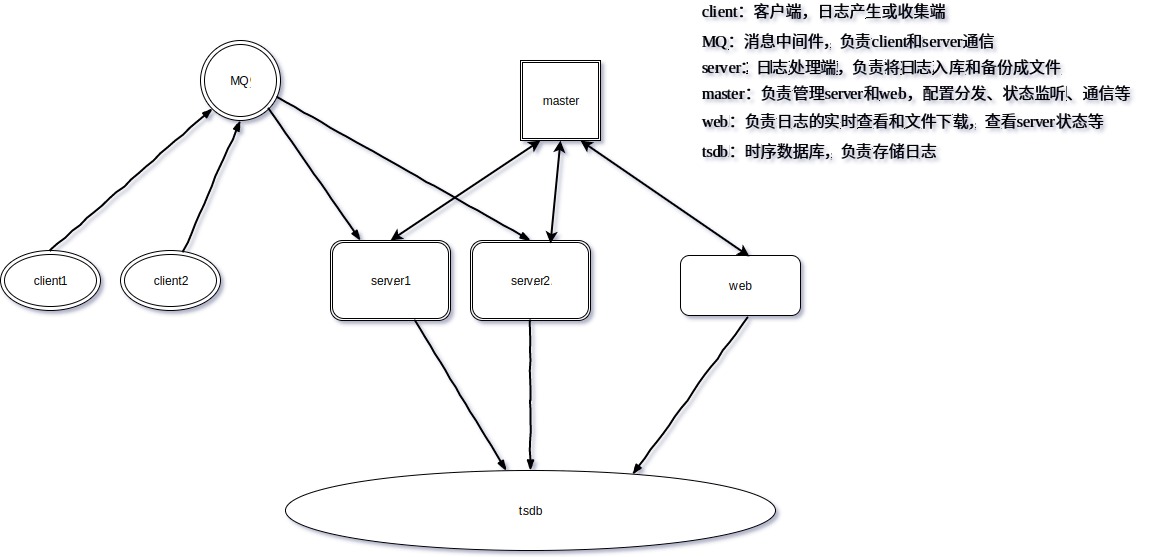 client：客户端，日志产生或收集端
MQ：消息中间件，负责client和server通信
server：日志处理端，负责将日志入库和备份成文件
master：负责管理server和web，配置分发、状态监听、通信等
web：负责日志的实时查看和文件下载，查看server状态等
tsdb：时序数据库，负责存储日志
MQ
master
client1
client2
server1
server2
web
tsdb